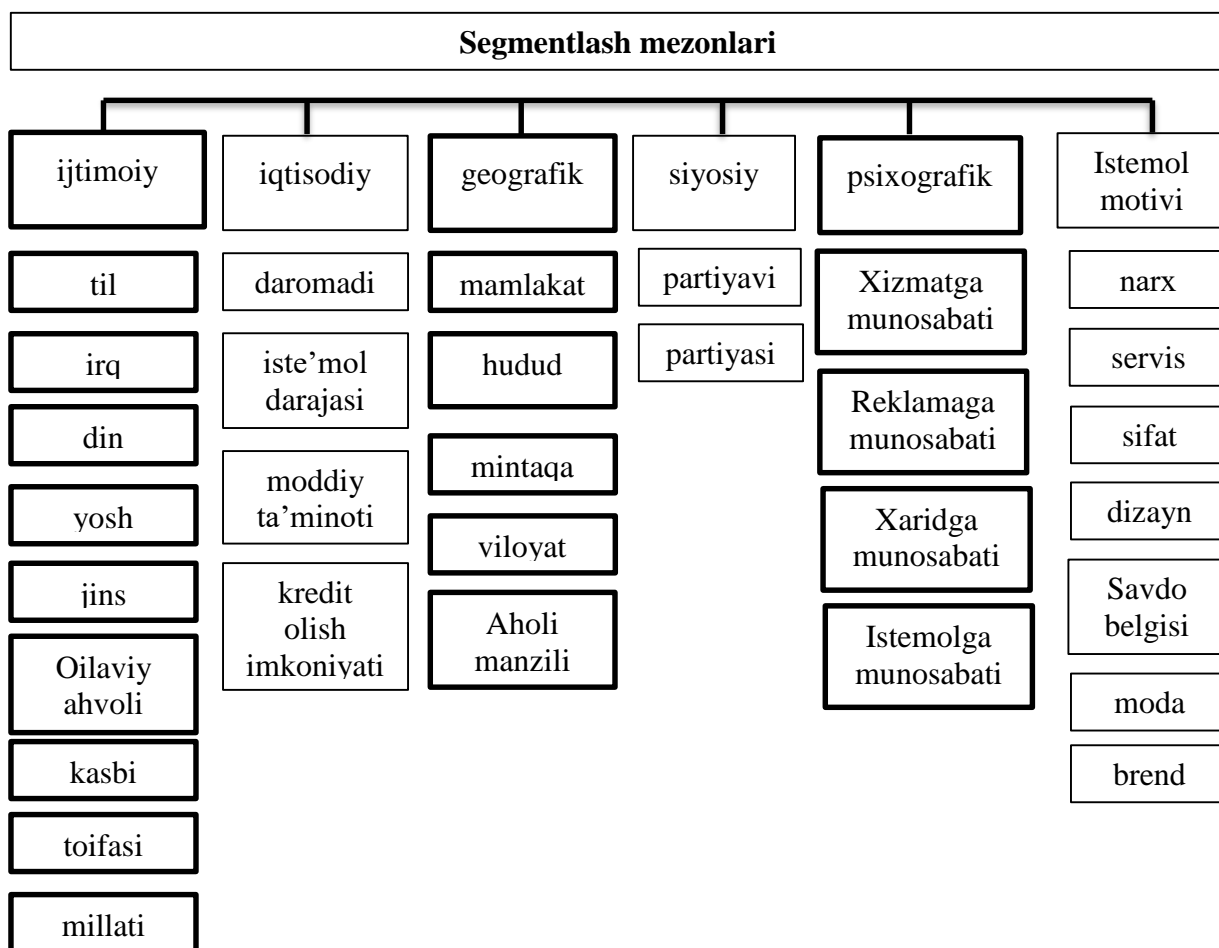 Segmentlash mezonlari
ijtimoiy
til
irq
din
yosh
jins
Oilaviy
ahvoli
kasbi
toifasi
millati
iqtisodiy
daromadi
iste’mol
darajasi
moddiy
ta’minoti
kredit
olish
imkoniyati
geografik
mamlakat
hudud
mintaqa
viloyat
Aholi
manzili
siyosiy
partiyavi
partiyasi
psixografik
Xizmatga
munosabati
Reklamaga
munosabati
Xaridga
munosabati
Istemolga
munosabati
Istemol
motivi
narx
servis
sifat
dizayn
Savdo
belgisi
moda
brend